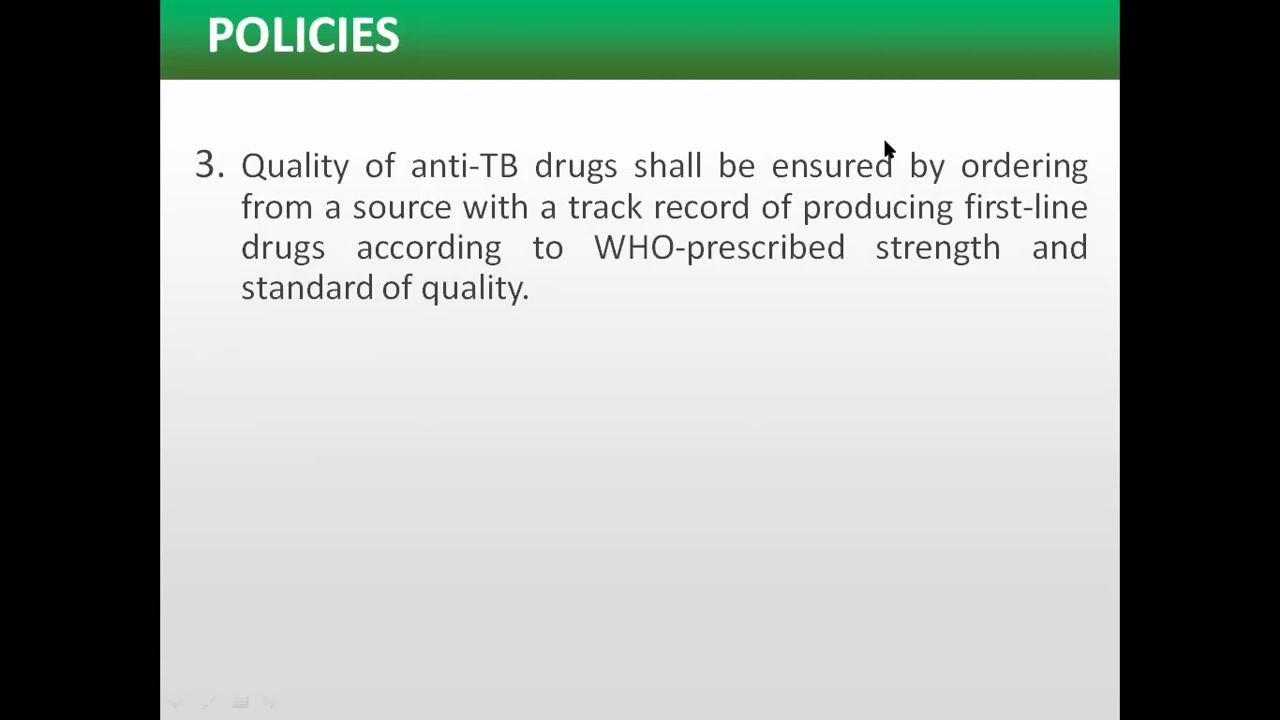 POLICIES
3. Quality of anti-TB drugs shall be ensured by ordering
from a source with a track record of producing first-line
drugs according to WHO-prescribed strength and
standard of quality.